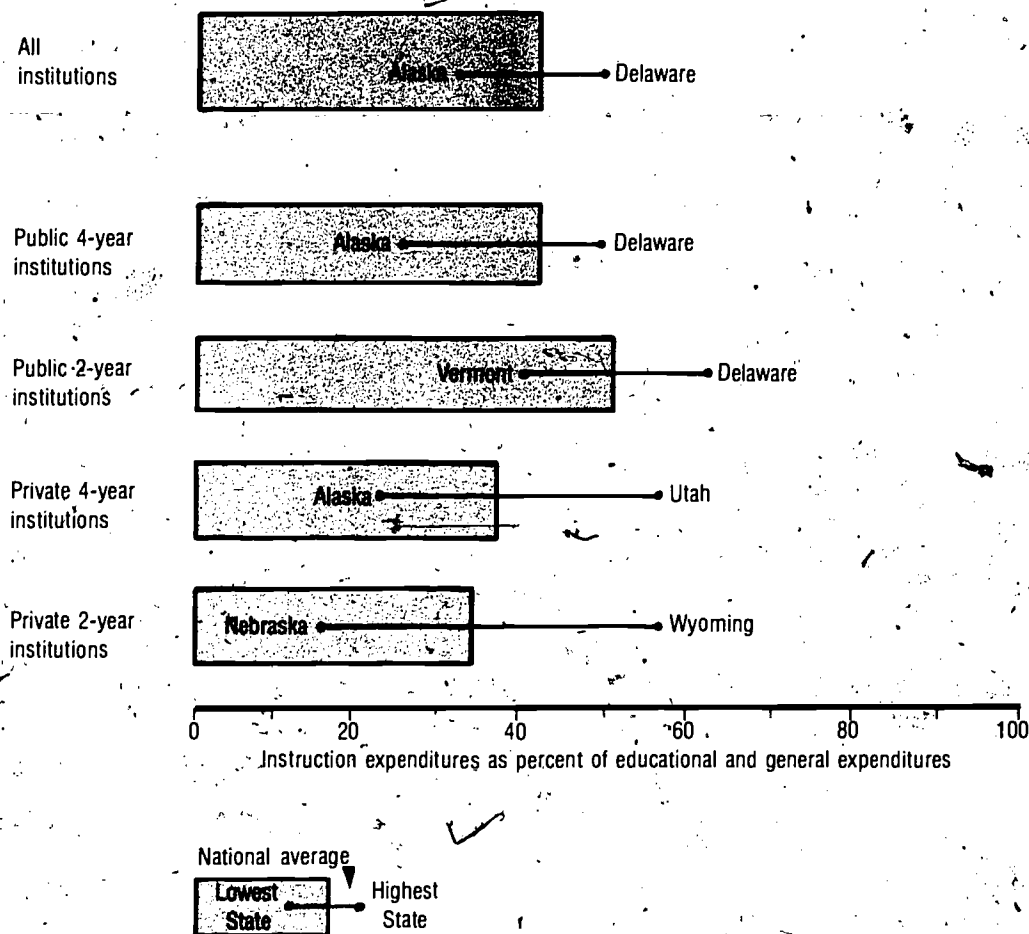 All
institutions
Alaska
Delaware
Public 4-year
institutions
Alaska
Delaware
Public 2-year
institutions
Vermont
Delaware
Private 4-year
institutions
Alaska
Utah
Private 2-year
institutions
Nebraska
Wyoming
0 20 40 60 80 100
Instruction expenditures as percent of educational and general expenditures
National average
Lowest
State
Highest
State